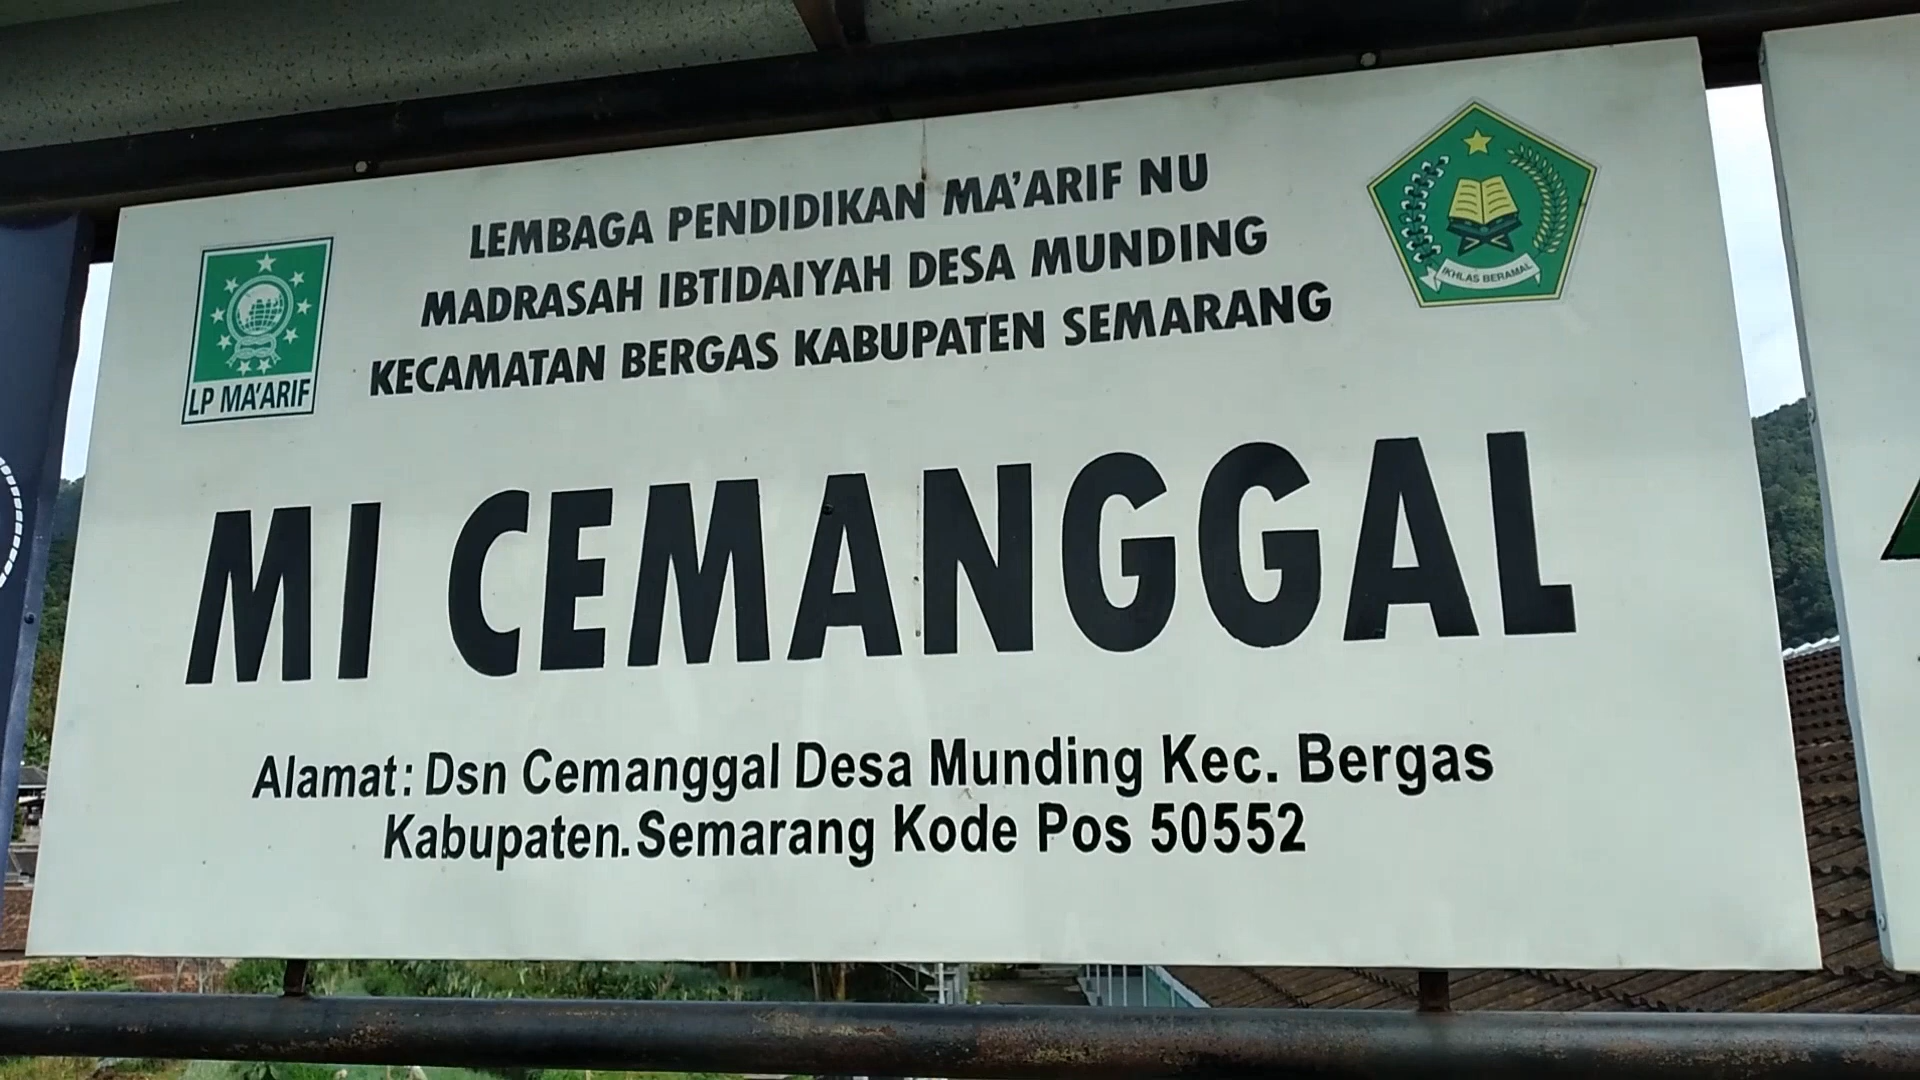 LEMBAGA PENDIDIKAN MA'ARIF NU
MADRASAH IBTIDAIYAH DESA MUNDING
KECAMATAN BERGAS KABUPATEN SEMARANG
LP MA'ARIF
IKHLAS BERAMAL
MI CEMANGGAL
Alamat: Dsn Cemanggal Desa Munding Kec. Bergas
Kabupaten.Semarang Kode Pos 50552